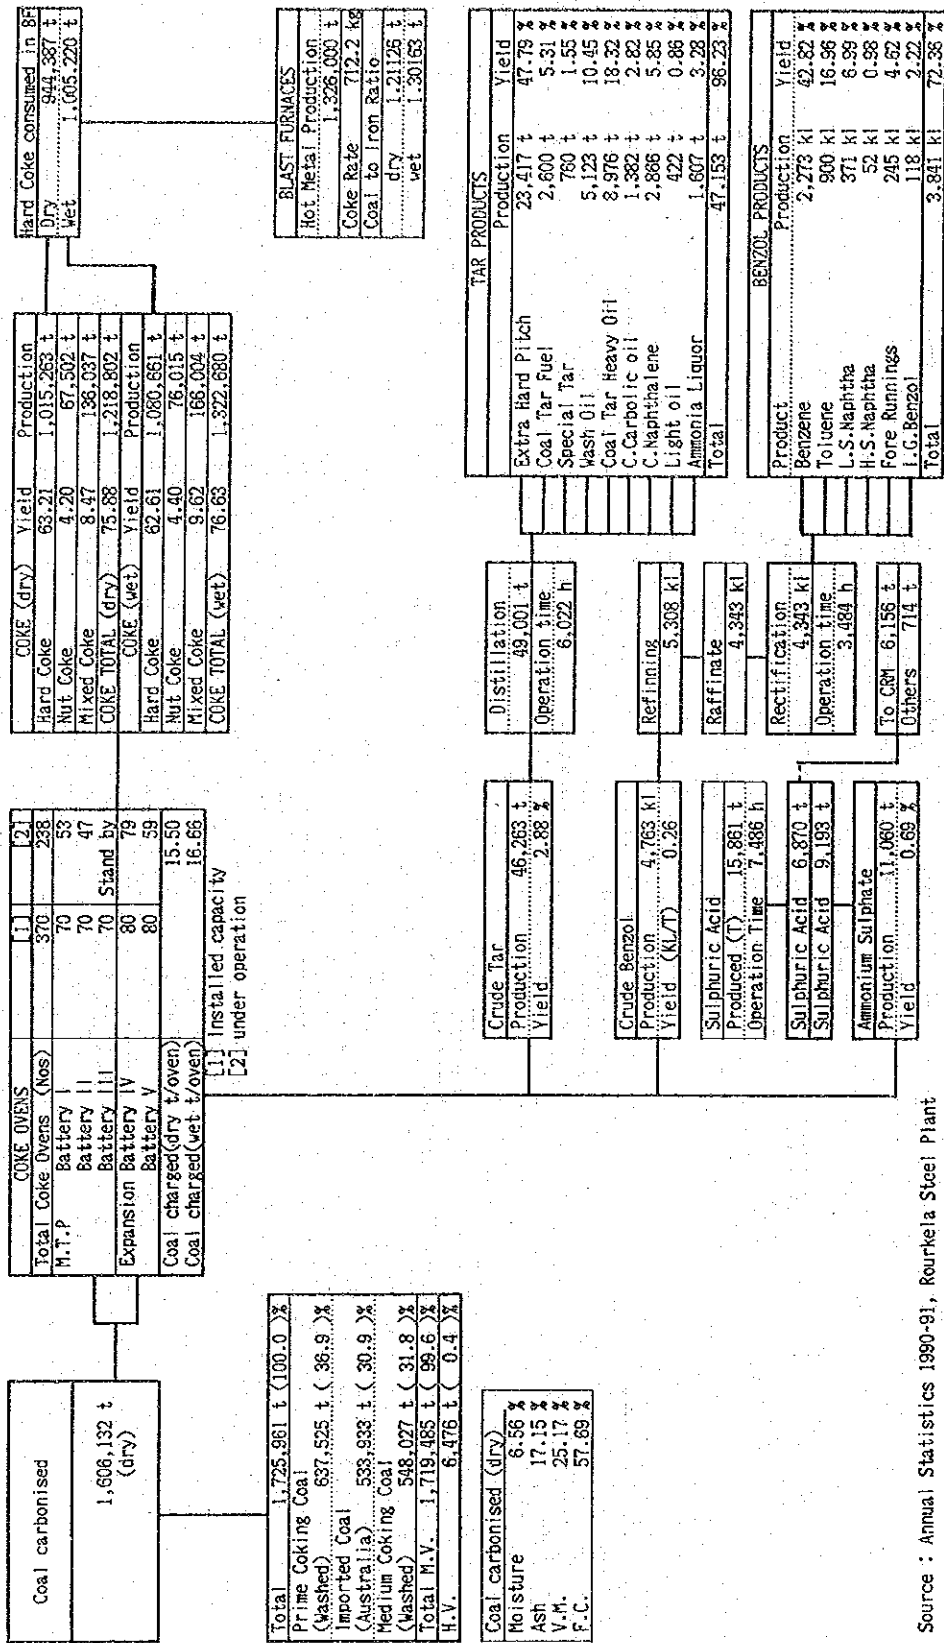 Coal carbonised
1,606,132 t
(dry)
Total 1,725,961 t (100.0 )%
Prime Coking Coal
(Washed) 637,525 t ( 36.9 )%
Imported Coal
(Australia) 533,933 t ( 30.9 )%
Medium Coking Coal
(Washed) 548,027 t ( 31.8 )%
Total M.V. 1,719,485 t ( 99.6 )%
H.V. 6,476 t ( 0.4 )%
Coal carbonised (dry)
Moisture 6.56 %
Ash 17.15 %
V.M. 25.17 %
F.C. 57.69 %
COKE OVENS [1] [2]
Total Coke Ovens (Nos) 370 238
M.T.P Battery I 70 53
Battery II 70 47
Battery III 70 Stand by
Expansion Battery IV 80 79
Battery V 80 59
Coal charged(dry t/oven) 15.50
Coal charged(wet t/oven) 16.66
[1] Installed capacity
[2] under operation
COKE (dry) Yield Production
Hard Coke 63.21 1,015,263 t
Nut Coke 4.20 67,502 t
Mixed Coke 8.47 136,037 t
COKE TOTAL (dry) 75.88 1,218,802 t
COKE (wet) Yield Production
Hard Coke 62.61 1,080,661 t
Nut Coke 4.40 76,015 t
Mixed Coke 9.62 166,004 t
COKE TOTAL (wet) 76.63 1,322,680 t
Hard Coke consumed in BF
Dry 944,387 t
Wet 1,005,220 t
BLAST FURNACES
Hot Metal Production
1,326,000 t
Coke Rate 712.2 kg
Coal to Iron Ratio
dry 1.21126 t
wet 1.30163 t
Crude Tar
Production 46,263 t
Yield 2.88 %
Distillation
49,001 t
Operation time
6,022 h
TAR PRODUCTS
Production Yield
Extra Hard Pitch 23,417 t 47.79 %
Coal Tar Fuel 2,600 t 5.31 %
Special Tar 760 t 1.55 %
Wash Oil 5,123 t 10.45 %
Coal Tar Heavy Oil 8,976 t 18.32 %
C.Carbolic oil 1,382 t 2.82 %
C.Naphthalene 2,866 t 5.85 %
Light oil 422 t 0.86 %
Ammonia Liquor 1,607 t 3.28 %
Total 47,153 t 96.23 %
Crude Benzol
Production 4,763 kl
Yield (KL/T) 0.26
Refinning
5,308 kl
Raffinate
4,343 kl
Rectification
4,343 kl
Operation time
3,484 h
BENZOL PRODUCTS
Product Production Yield
Benzene 2,273 kl 42.82 %
Toluene 900 kl 16.96 %
L.S.Naphtha 371 kl 6.99 %
H.S.Naphtha 52 kl 0.98 %
Fore Runnings 245 kl 4.62 %
I.G.Benzol 118 kl 2.22 %
Total 3,841 kl 72.36 %
Sulphuric Acid
Produced (T) 15,861 t
Operation Time 7,486 h
Sulphuric Acid 6,870 t
Sulphuric Acid 9,193 t
To CRM 6,156 t
Others 714 t
Ammonium Sulphate
Production 11,060 t
Yield 0.69 %
Source : Annual Statistics 1990-91, Rourkela Steel Plant